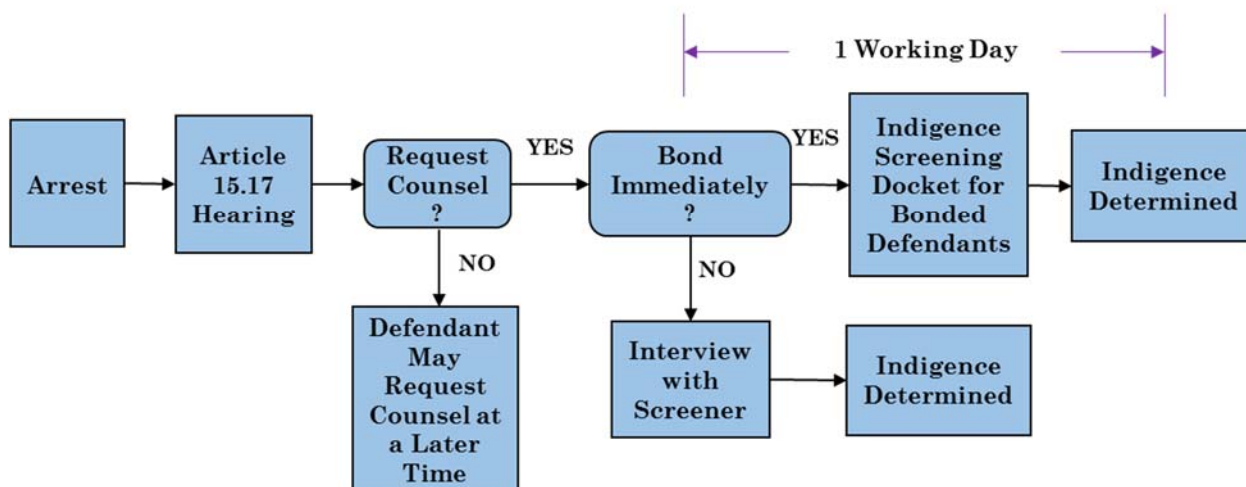 1 Working Day
Arrest
Article
15.17
Hearing
Request
Counsel
?
YES
Bond
Immediately
?
YES
Indigence
Screening
Docket for
Bonded
Defendants
Indigence
Determined
NO
Defendant
May
Request
Counsel at
a Later
Time
NO
Interview
with
Screener
Indigence
Determined